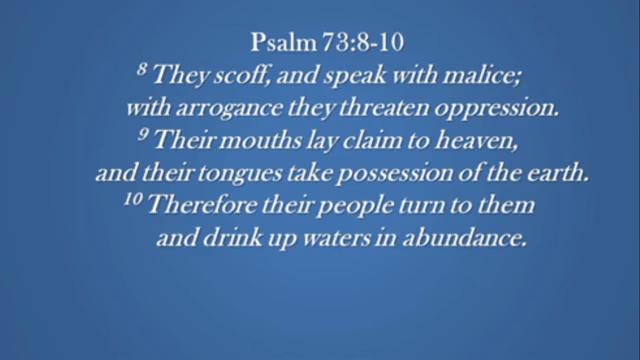 Psalm 73:8-10
8 They scoff, and speak with malice;
with arrogance they threaten oppression.
9 Their mouths lay claim to heaven,
and their tongues take possession of the earth.
10 Therefore their people turn to them
and drink up waters in abundance.